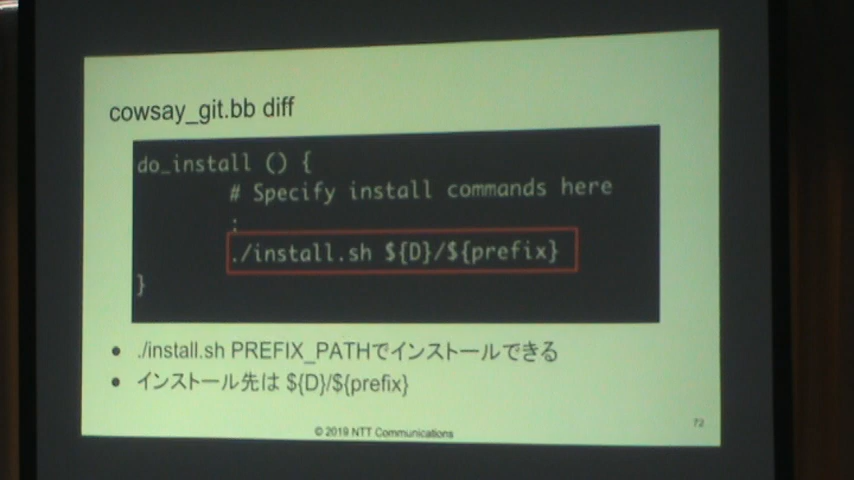 cowsay_git.bb diff
do_install () {
# Specify install commands here
:
./install.sh ${D}/${prefix}
}
● ./install.sh PREFIX_PATHでインストールできる
● インストール先は ${D}/${prefix}
© 2019 NTT Communications
72